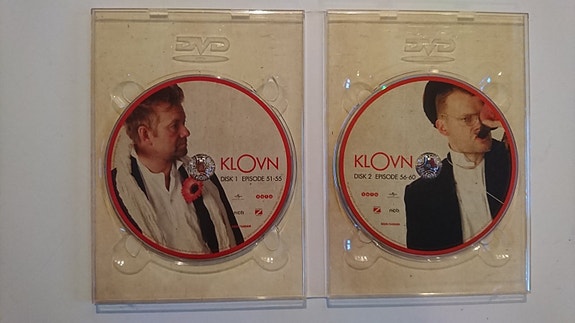 DVD
KLOVN
DISK 1 EPISODE 51-55
DVD
KLOVN
DISK 2 EPISODE 56-60